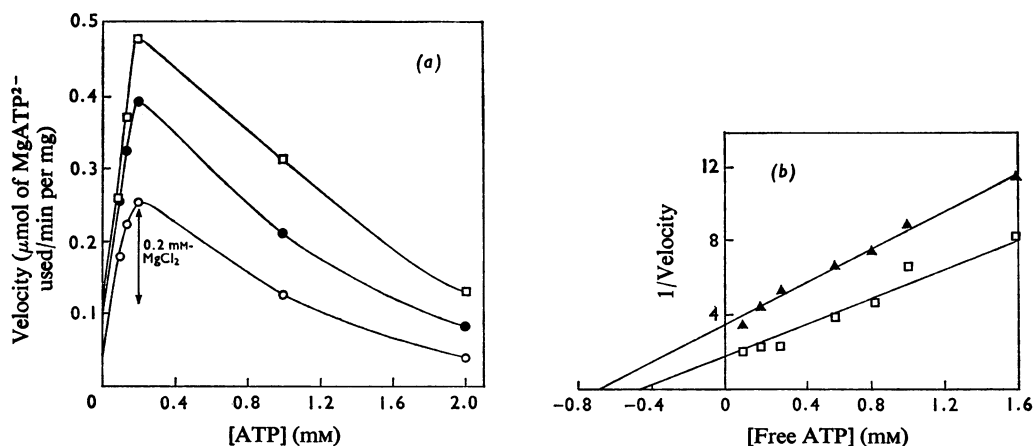 Velocity (μmol of MgATP²⁻
used/min per mg)
0.5
0.4
0.3
0.2
0.1
(a)
0.2 mM-
MgCl₂
0
0.4
0.8
1.2
1.6
2.0
[ATP] (mM)
1/Velocity
12
8
4
(b)
−0.8
−0.4
0
0.4
0.8
1.2
1.6
[Free ATP] (mM)